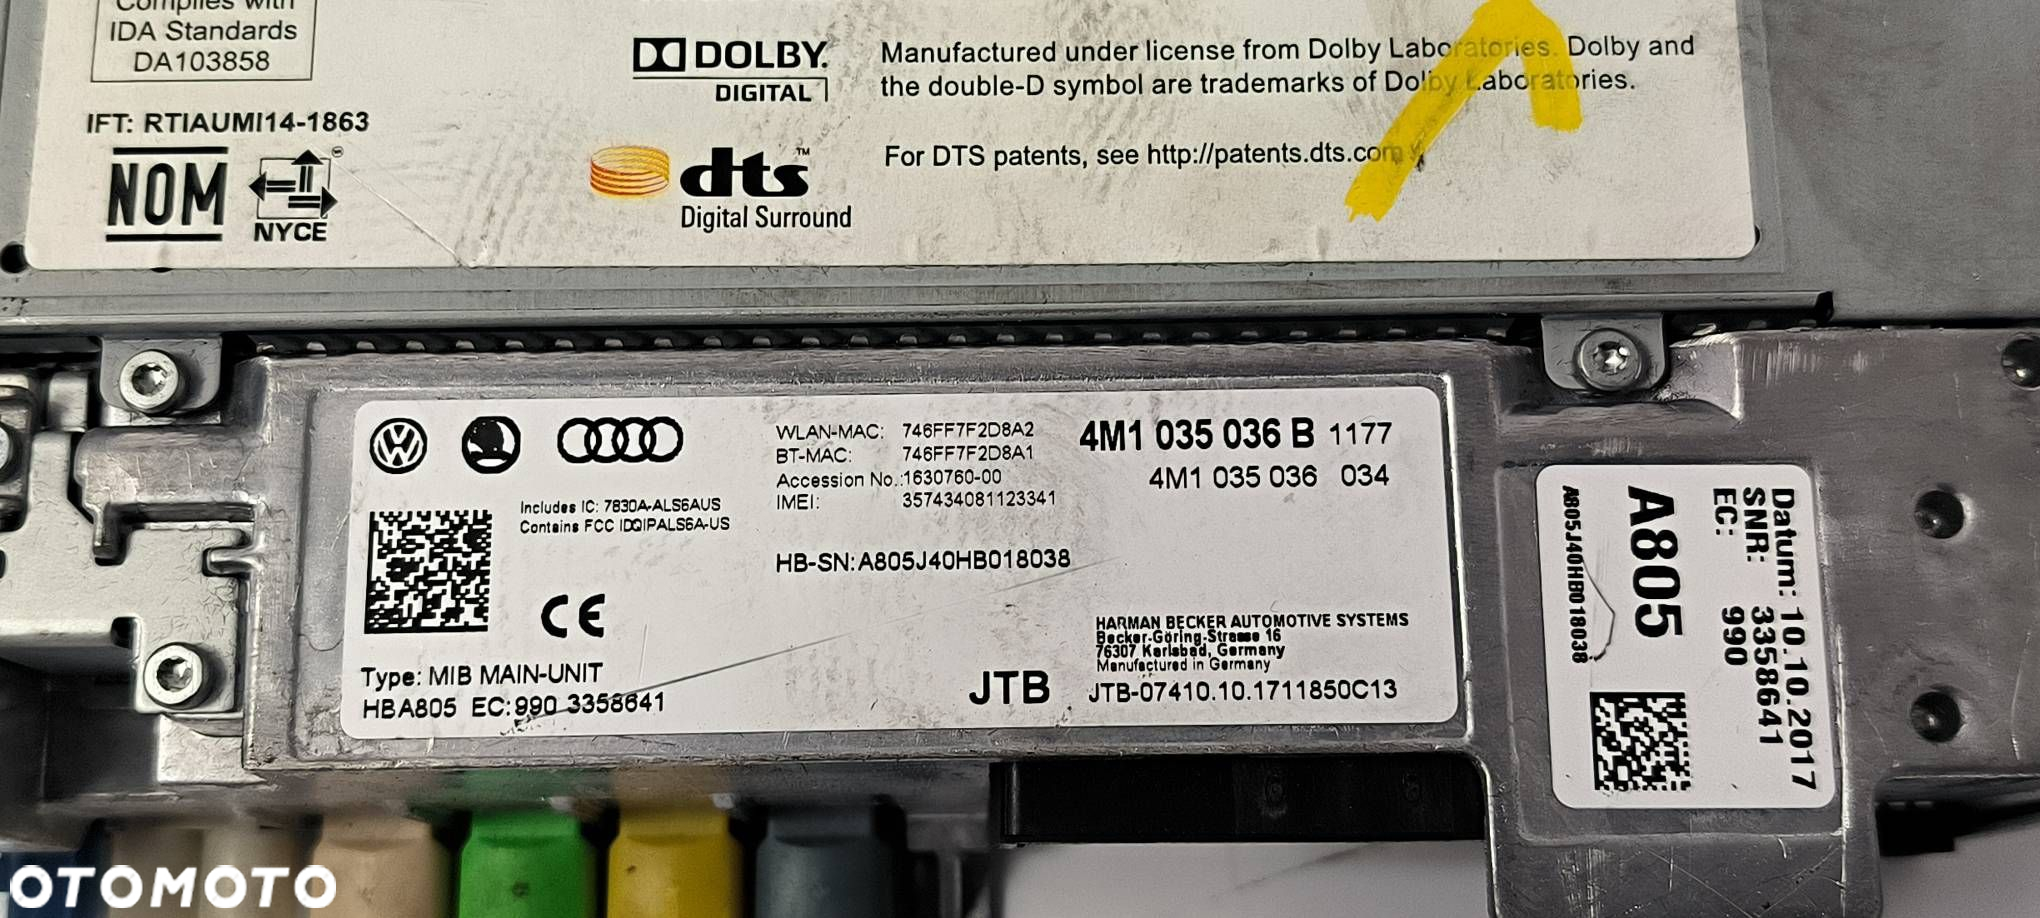 Complies with
IDA Standards
DA103858
IFT: RTIAUMI14-1863
NOM
NYCE
DOLBY.
DIGITAL
Manufactured under license from Dolby Laboratories. Dolby and
the double-D symbol are trademarks of Dolby Laboratories.
dts™
Digital Surround
For DTS patents, see http://patents.dts.com
WLAN-MAC: 746FF7F2D8A2
BT-MAC: 746FF7F2D8A1
Accession No.:1630760-00
IMEI: 357434081123341
4M1 035 036 B 1177
4M1 035 036 034
Includes IC: 7830A-ALS6AUS
Contains FCC IDQIPALS6A-US
HB-SN:A805J40HB018038
CE
Type: MIB MAIN-UNIT
HBA805 EC:990 3358641
HARMAN BECKER AUTOMOTIVE SYSTEMS
Becker-Göring-Strasse 16
76307 Karlsbad, Germany
Manufactured in Germany
JTB JTB-07410.10.1711850C13
Datum: 10.10.2017
SNR: 3358641
EC: 990
A805
A805J40HB018038
OTOMOTO